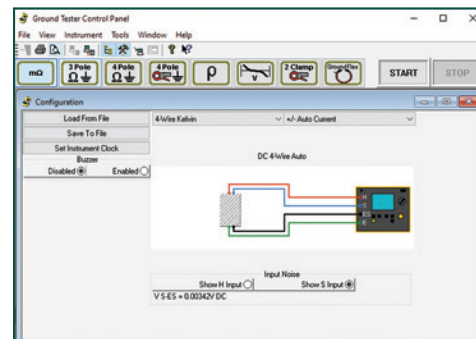 Ground Tester Control Panel
File View Instrument Tools Window Help
mΩ 3 Pole Ω 4 Pole Ω 4 Pole Ω ρ V 2 Clamp Ω GroundFlex START STOP
Configuration
Load From File 4-Wire Kelvin +/- Auto Current
Save To File
Set Instrument Clock
Buzzer DC 4-Wire Auto
Disabled Enabled
H
S
ES
E
Input Noise
Show H Input Show S Input
V S-ES = 0.00342V DC